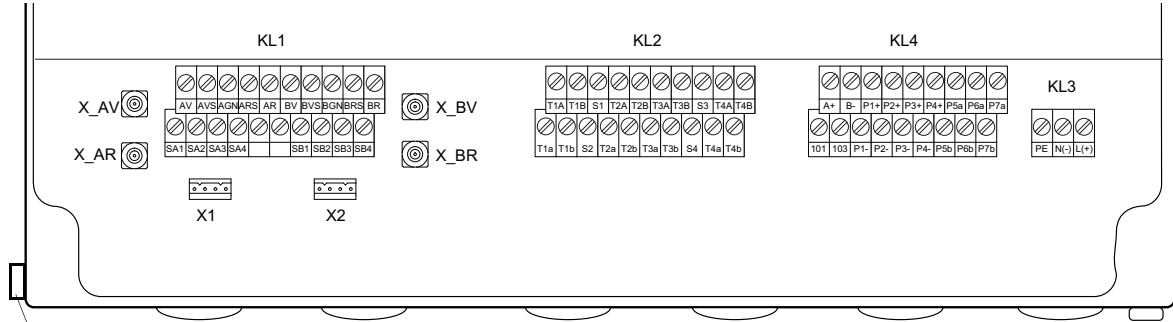 KL1 KL2 KL4
KL3
X_AV AV AVS AGN ARS AR BV BVS BGN BRS BR X_BV T1A T1B S1 T2A T2B T3A T3B S3 T4A T4B A+ B- P1+ P2+ P3+ P4+ P5a P6a P7a
X_AR SA1 SA2 SA3 SA4 SB1 SB2 SB3 SB4 X_BR T1a T1b S2 T2a T2b T3a T3b S4 T4a T4b 101 103 P1- P2- P3- P4- P5b P6b P7b PE N(-) L(+)
X1 X2